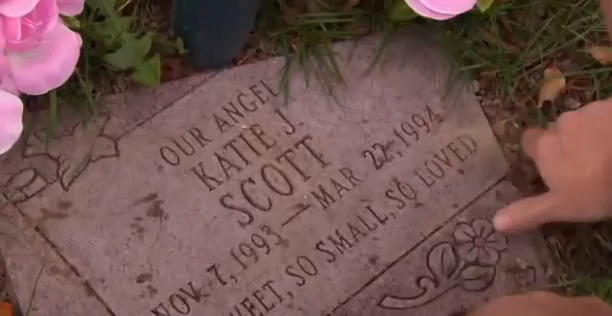 OUR ANGEL
KATIE J.
SCOTT
NOV. 7, 1993 — MAR 22, 1994
SO SMALL, SO LOVED